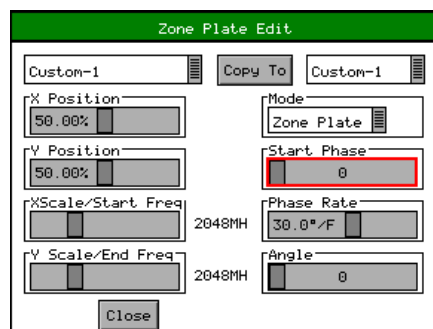 Zone Plate Edit
Custom-1 Copy To Custom-1
X Position
50.00%
Mode
Zone Plate
Y Position
50.00%
Start Phase
0
XScale/Start Freq
2048MH
Phase Rate
30.0°/F
Y Scale/End Freq
2048MH
Angle
0
Close